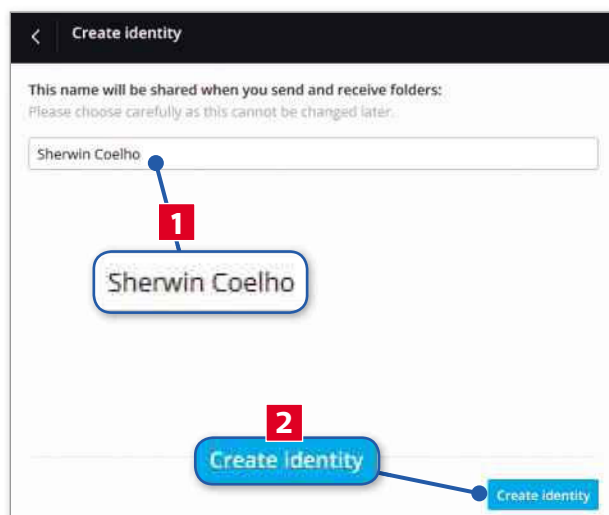 Create identity
This name will be shared when you send and receive folders:
Please choose carefully as this cannot be changed later.
Sherwin Coelho
1
Sherwin Coelho
2
Create identity
Create identity